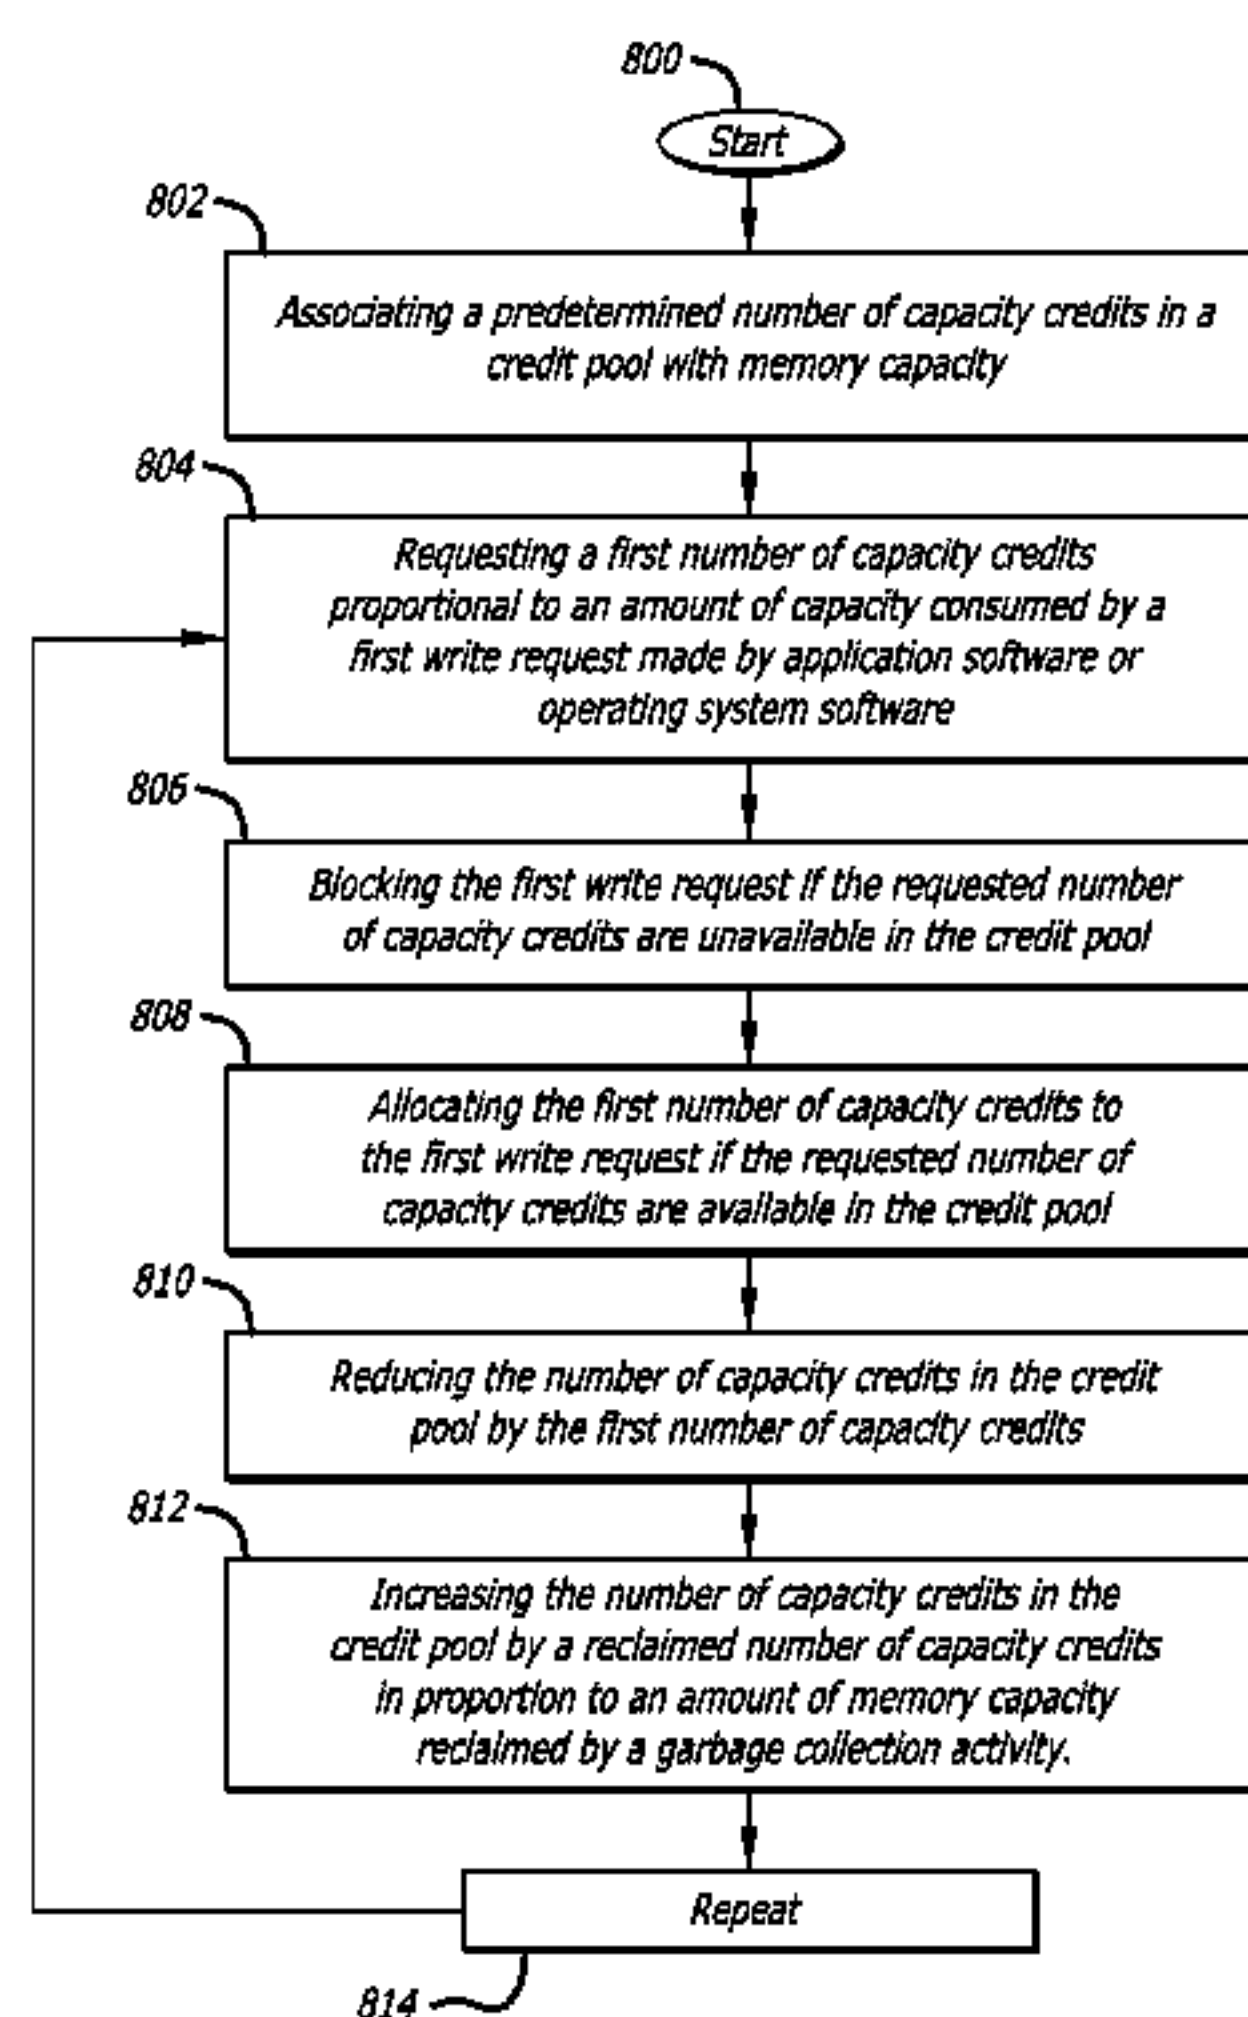 800
Start
802
Associating a predetermined number of capacity credits in a
credit pool with memory capacity
804
Requesting a first number of capacity credits
proportional to an amount of capacity consumed by a
first write request made by application software or
operating system software
806
Blocking the first write request if the requested number
of capacity credits are unavailable in the credit pool
808
Allocating the first number of capacity credits to
the first write request if the requested number of
capacity credits are available in the credit pool
810
Reducing the number of capacity credits in the credit
pool by the first number of capacity credits
812
Increasing the number of capacity credits in the
credit pool by a reclaimed number of capacity credits
in proportion to an amount of memory capacity
reclaimed by a garbage collection activity.
Repeat
814